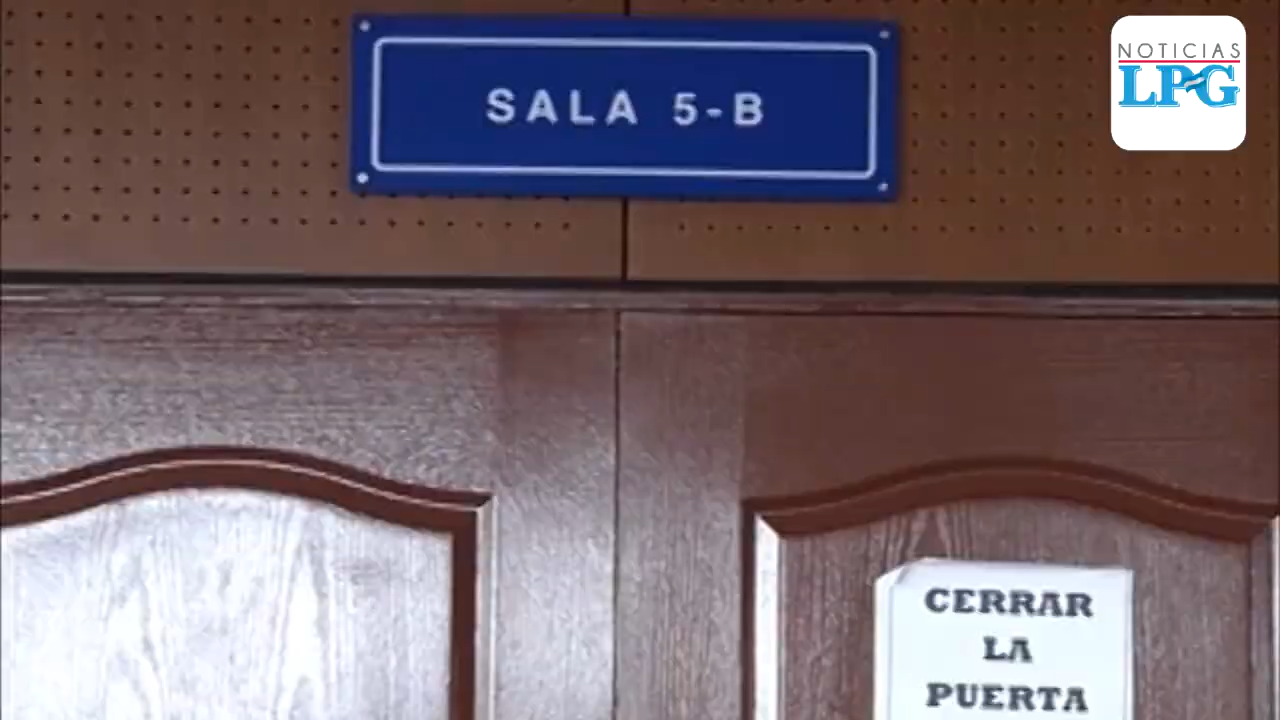 SALA 5-B
NOTICIAS
LPG
CERRAR
LA
PUERTA